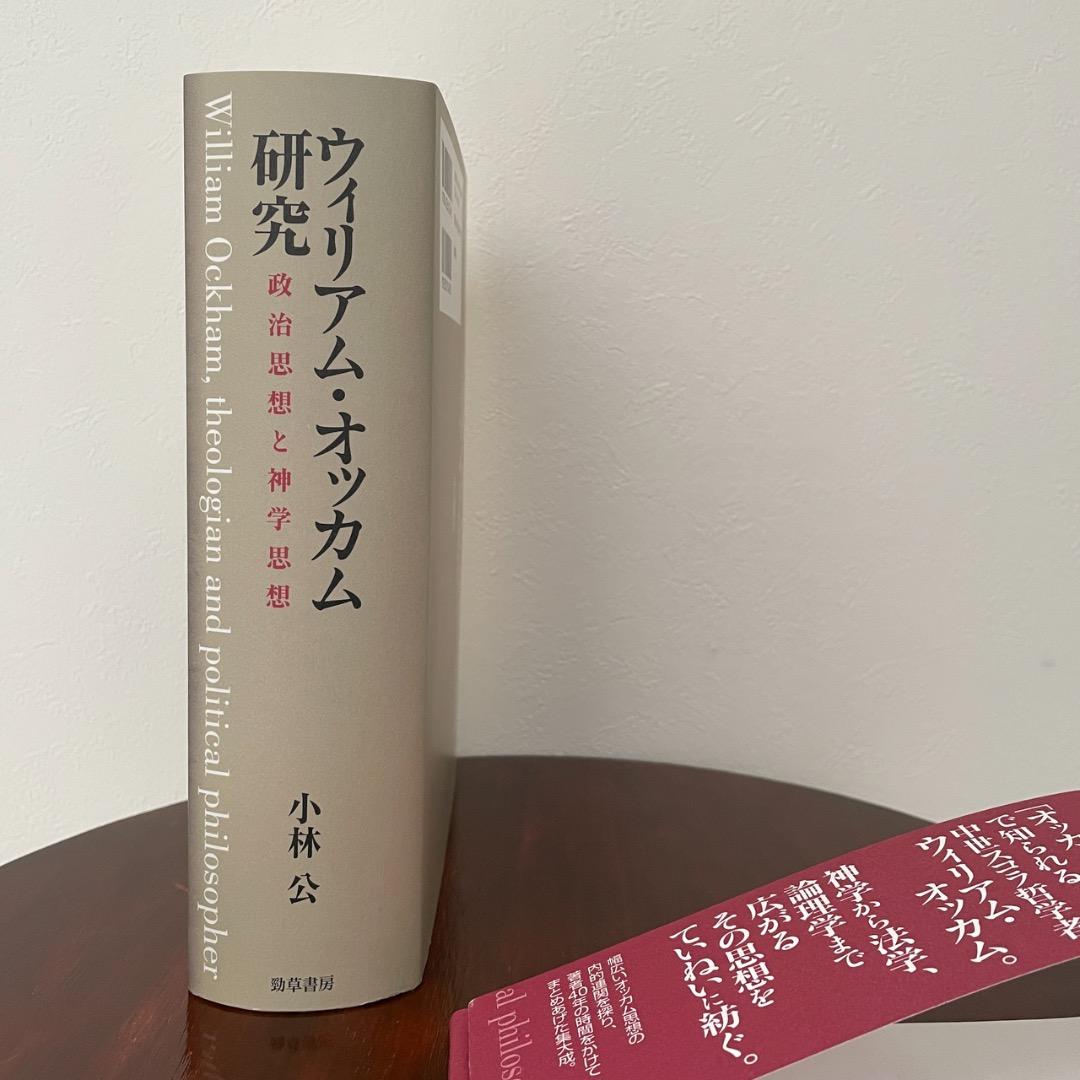 ウィリアム・オッカム
研究
政治思想と神学思想
William Ockham, theologian and political philosopher
小林 公
勁草書房
「オッカ
で知られる
中世スコラ哲学者
ウィリアム・
オッカム。
神学から法学、
論理学まで
広がる
その思想を
ていねいに紡ぐ。
幅広いオッカム思想の
内的連関を探り、
著者40年の時間をかけて
まとめあげた集大成。
al philos